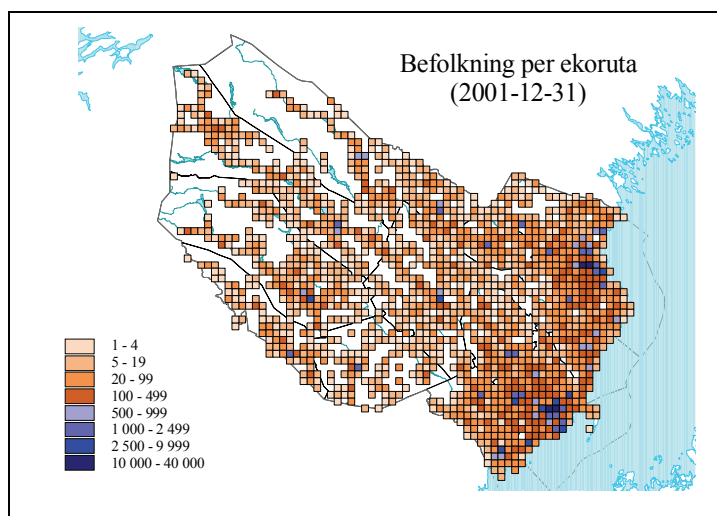 Befolkning per ekoruta
(2001-12-31)
1 - 4
5 - 19
20 - 99
100 - 499
500 - 999
1 000 - 2 499
2 500 - 9 999
10 000 - 40 000